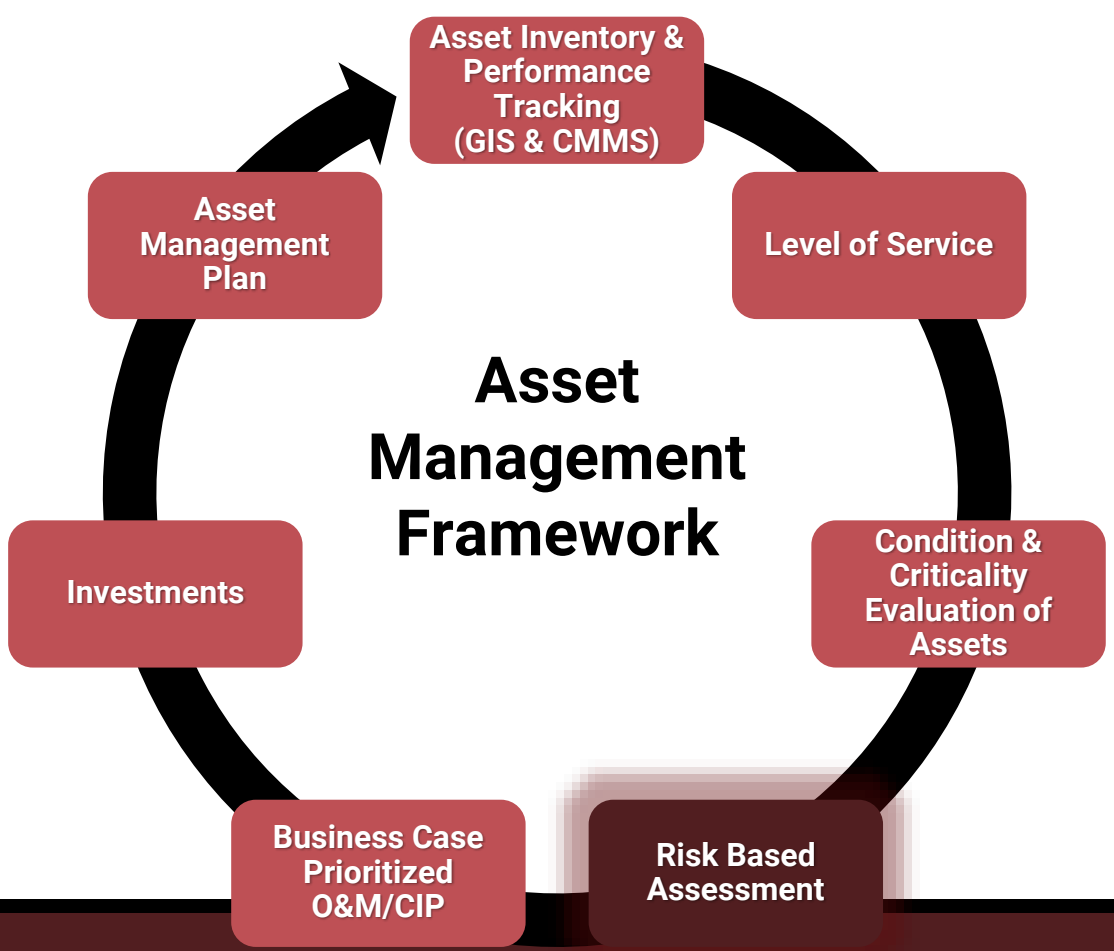 Asset Inventory &
Performance
Tracking
(GIS & CMMS)
Level of Service
Condition &
Criticality
Evaluation of
Assets
Risk Based
Assessment
Business Case
Prioritized
O&M/CIP
Investments
Asset
Management
Plan
Asset
Management
Framework